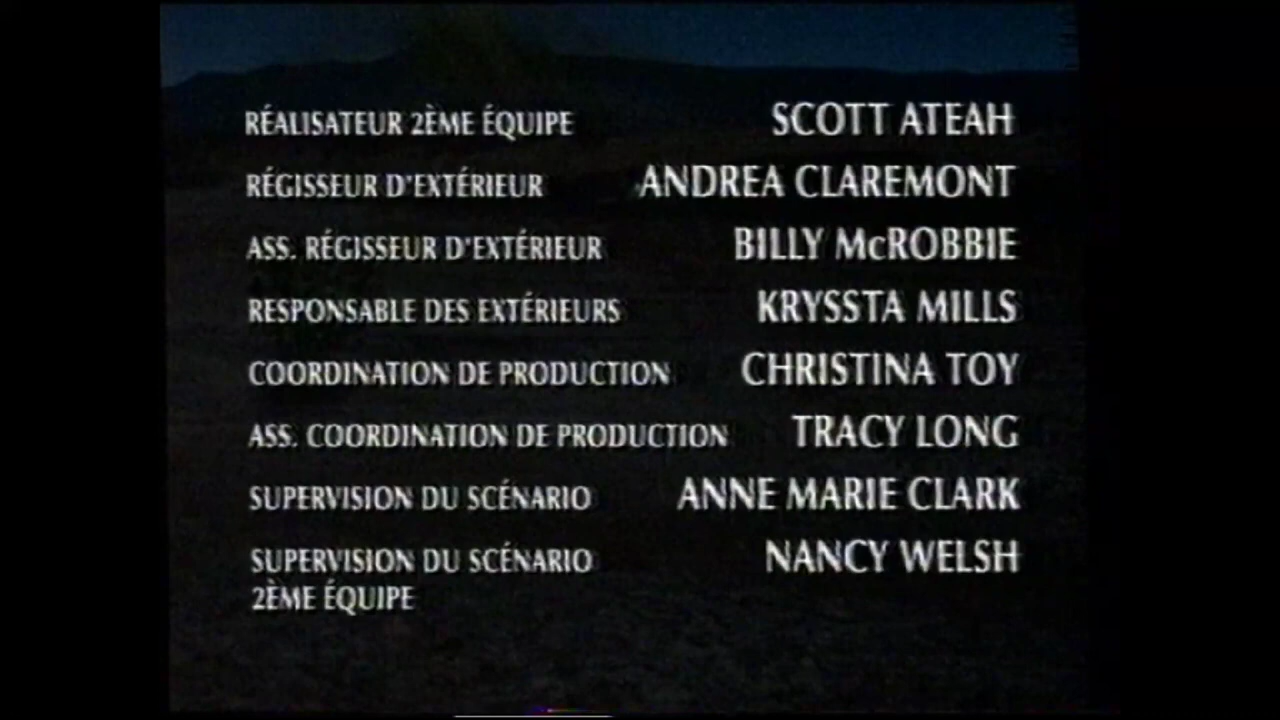 RÉALISATEUR 2ÈME ÉQUIPE SCOTT ATEAH
RÉGISSEUR D'EXTÉRIEUR ANDREA CLAREMONT
ASS. RÉGISSEUR D'EXTÉRIEUR BILLY McROBBIE
RESPONSABLE DES EXTÉRIEURS KRYSSTA MILLS
COORDINATION DE PRODUCTION CHRISTINA TOY
ASS. COORDINATION DE PRODUCTION TRACY LONG
SUPERVISION DU SCÉNARIO ANNE MARIE CLARK
SUPERVISION DU SCÉNARIO NANCY WELSH
2ÈME ÉQUIPE